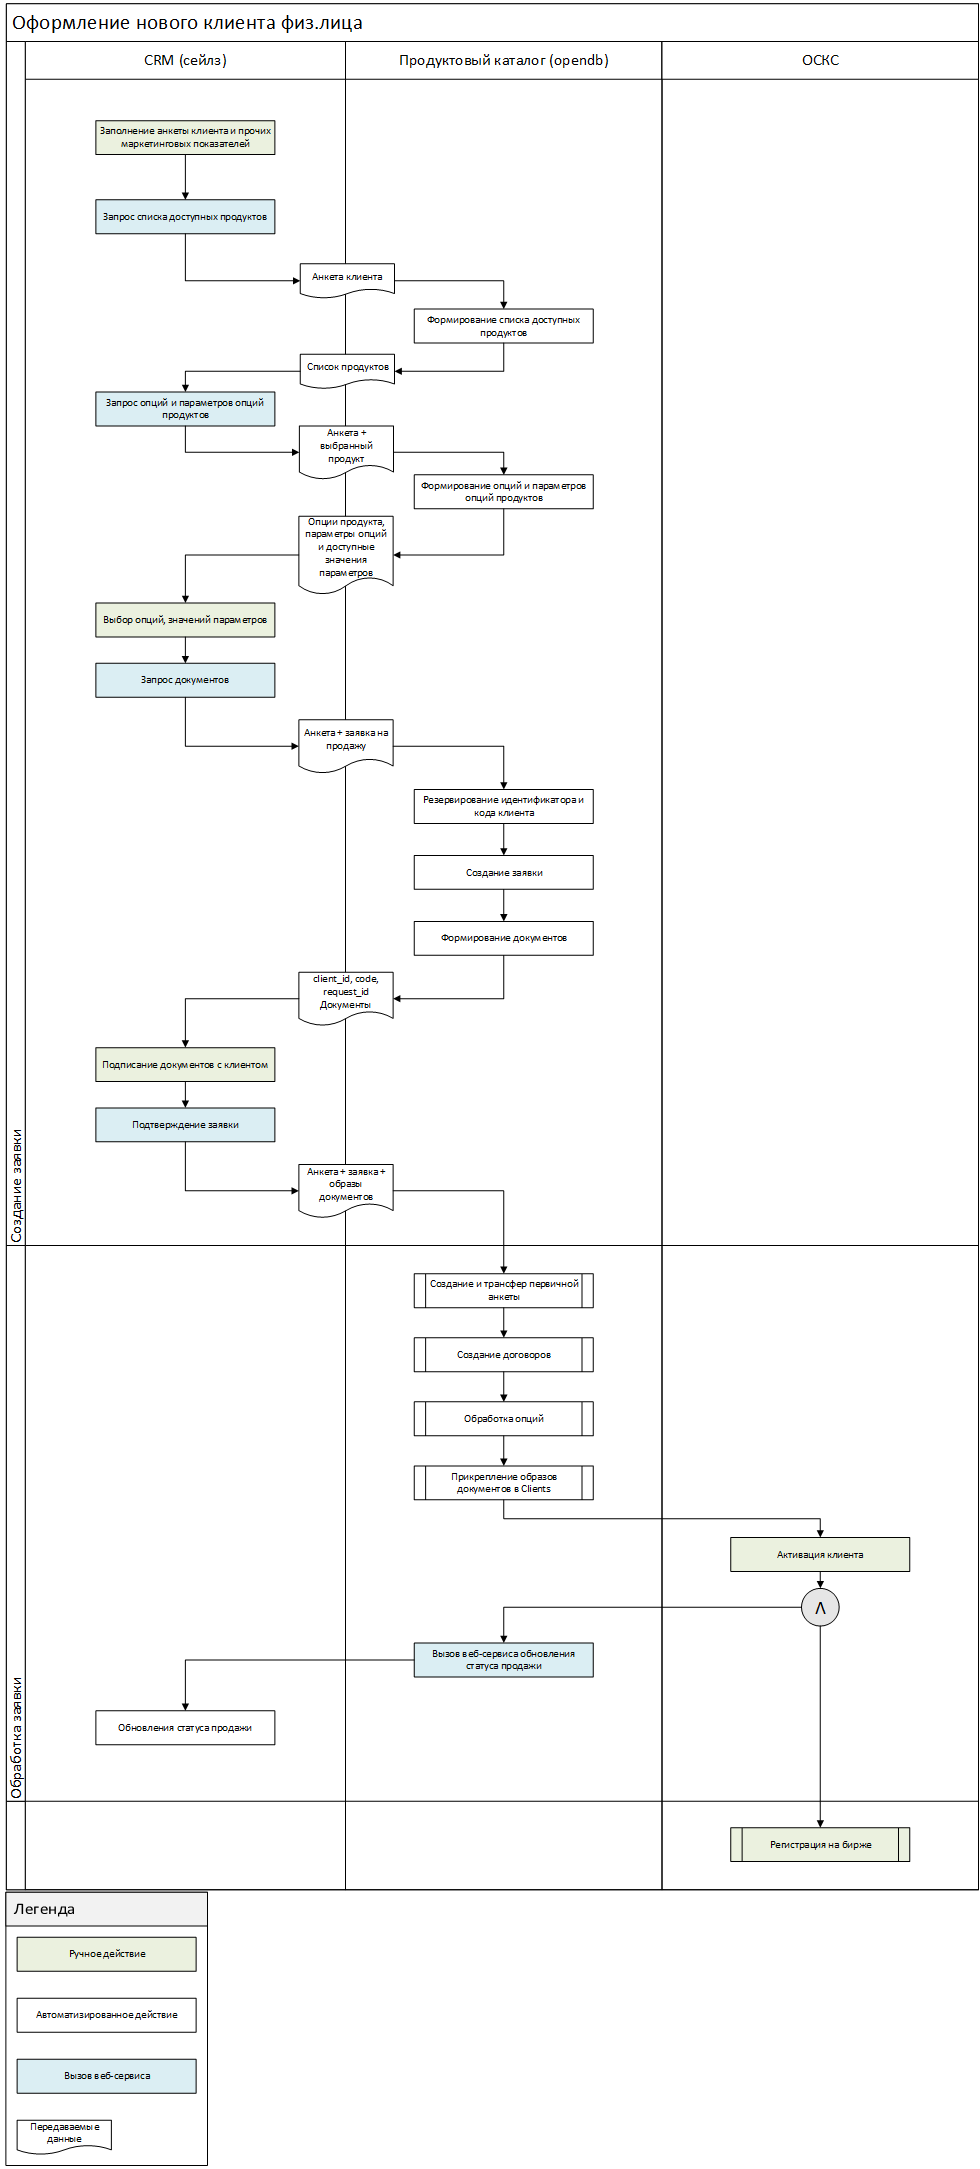 Оформление нового клиента физ.лица
CRM (сейлз)
Продуктовый каталог (opendb)
ОСКС
Заполнение анкеты клиента и прочих
маркетинговых показателей
Запрос списка доступных продуктов
Анкета клиента
Формирование списка доступных
продуктов
Список продуктов
Запрос опций и параметров опций
продуктов
Анкета +
выбранный
продукт
Формирование опций и параметров
опций продуктов
Опции продукта,
параметры опций
и доступные
значения
параметров
Выбор опций, значений параметров
Запрос документов
Анкета + заявка на
продажу
Резервирование идентификатора и
кода клиента
Создание заявки
Формирование документов
client_id, code,
request_id
Документы
Подписание документов с клиентом
Подтверждение заявки
Анкета + заявка +
образы
документов
Создание заявки
Создание и трансфер первичной
анкеты
Создание договоров
Обработка опций
Прикрепление образов
документов в Clients
Активация клиента
Λ
Вызов веб-сервиса обновления
статуса продажи
Обновления статуса продажи
Обработка заявки
Регистрация на бирже
Легенда
Ручное действие
Автоматизированное действие
Вызов веб-сервиса
Передаваемые
данные